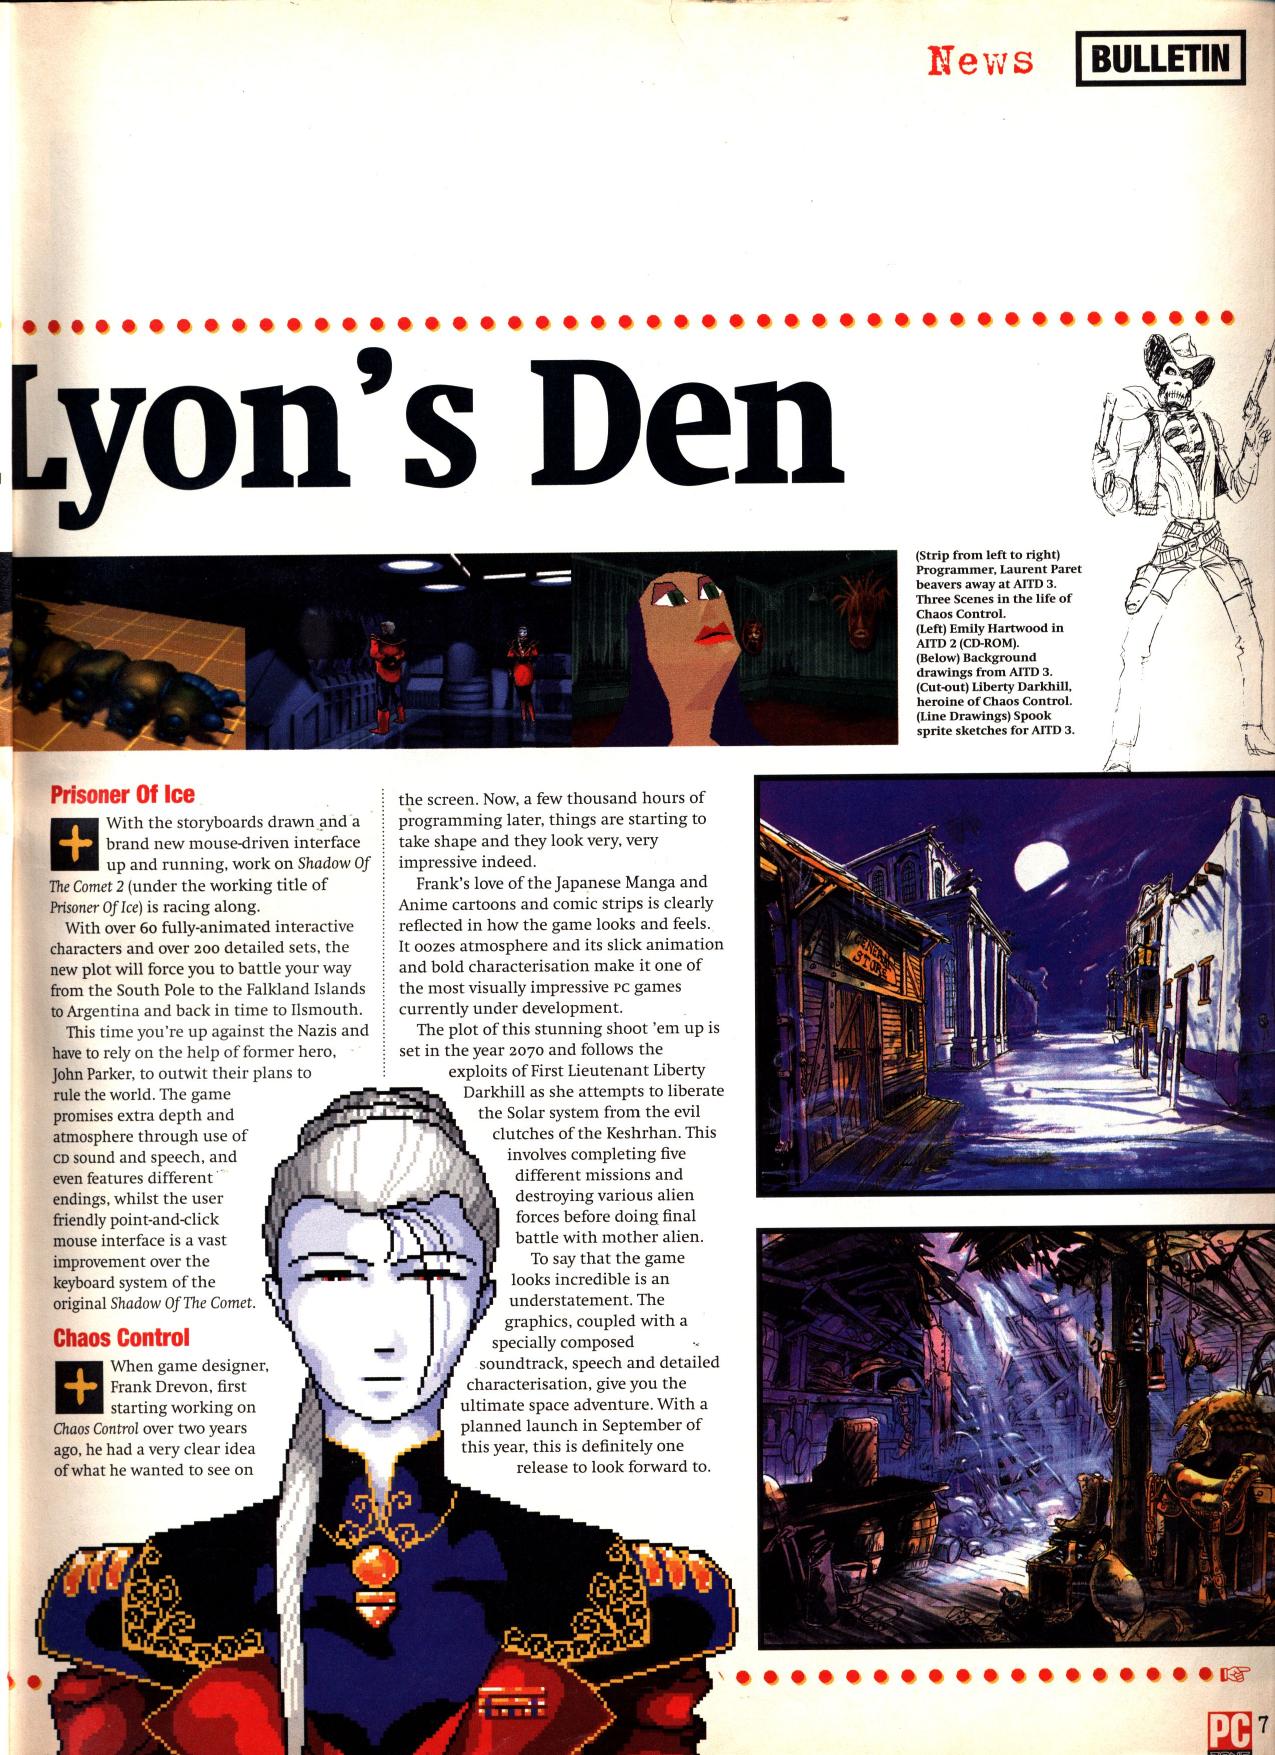 News
BULLETIN
Lyon's Den
(Strip from left to right)
Programmer, Laurent Paret
beavers away at AITD 3.
Three Scenes in the life of
Chaos Control.
(Left) Emily Hartwood in
AITD 2 (CD-ROM).
(Below) Background
drawings from AITD 3.
(Cut-out) Liberty Darkhill,
heroine of Chaos Control.
(Line Drawings) Spook
sprite sketches for AITD 3.
Prisoner Of Ice
With the storyboards drawn and a
brand new mouse-driven interface
up and running, work on Shadow Of
The Comet 2 (under the working title of
Prisoner Of Ice) is racing along.
With over 60 fully-animated interactive
characters and over 200 detailed sets, the
new plot will force you to battle your way
from the South Pole to the Falkland Islands
to Argentina and back in time to Ilsmouth.
This time you're up against the Nazis and
have to rely on the help of former hero,
John Parker, to outwit their plans to
rule the world. The game
promises extra depth and
atmosphere through use of
CD sound and speech, and
even features different
endings, whilst the user
friendly point-and-click
mouse interface is a vast
improvement over the
keyboard system of the
original Shadow Of The Comet.
Chaos Control
When game designer,
Frank Drevon, first
starting working on
Chaos Control over two years
ago, he had a very clear idea
of what he wanted to see on
the screen. Now, a few thousand hours of
programming later, things are starting to
take shape and they look very, very
impressive indeed.
Frank's love of the Japanese Manga and
Anime cartoons and comic strips is clearly
reflected in how the game looks and feels.
It oozes atmosphere and its slick animation
and bold characterisation make it one of
the most visually impressive PC games
currently under development.
The plot of this stunning shoot 'em up is
set in the year 2070 and follows the
exploits of First Lieutenant Liberty
Darkhill as she attempts to liberate
the Solar system from the evil
clutches of the Keshrhan. This
involves completing five
different missions and
destroying various alien
forces before doing final
battle with mother alien.
To say that the game
looks incredible is an
understatement. The
graphics, coupled with a
specially composed
soundtrack, speech and detailed
characterisation, give you the
ultimate space adventure. With a
planned launch in September of
this year, this is definitely one
release to look forward to.
GENERAL
STORE
PC
7